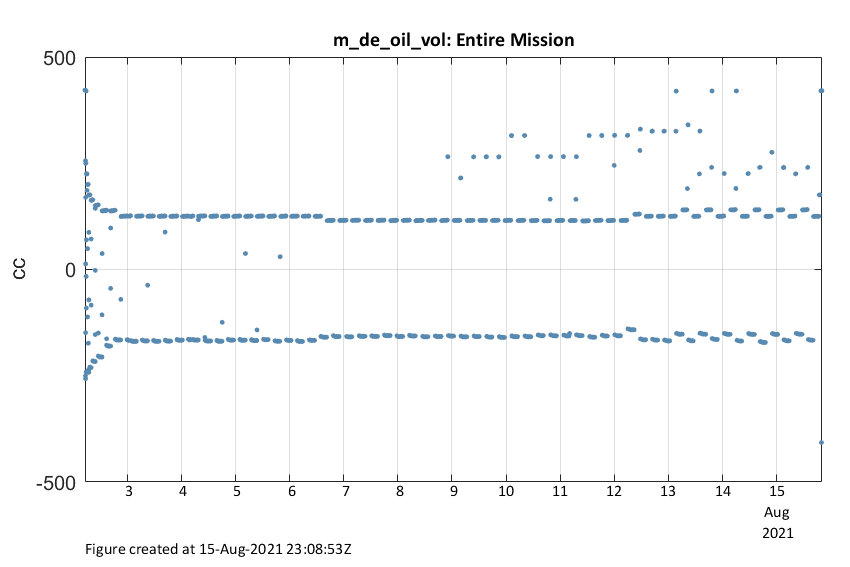 m_de_oil_vol: Entire Mission
500
0
-500
CC
3 4 5 6 7 8 9 10 11 12 13 14 15
Aug
2021
Figure created at 15-Aug-2021 23:08:53Z